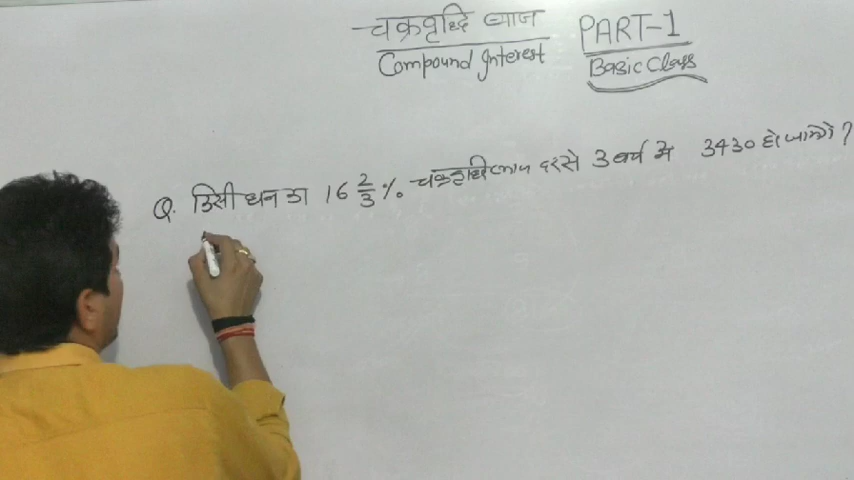 चक्रवृद्धि ब्याज
Compound Interest
PART-1
Basic Class
Q. किसी धन का 16 2/3 % चक्रवृद्धि ब्याज दर से 3 वर्ष में 3430 हो जायेगे ?